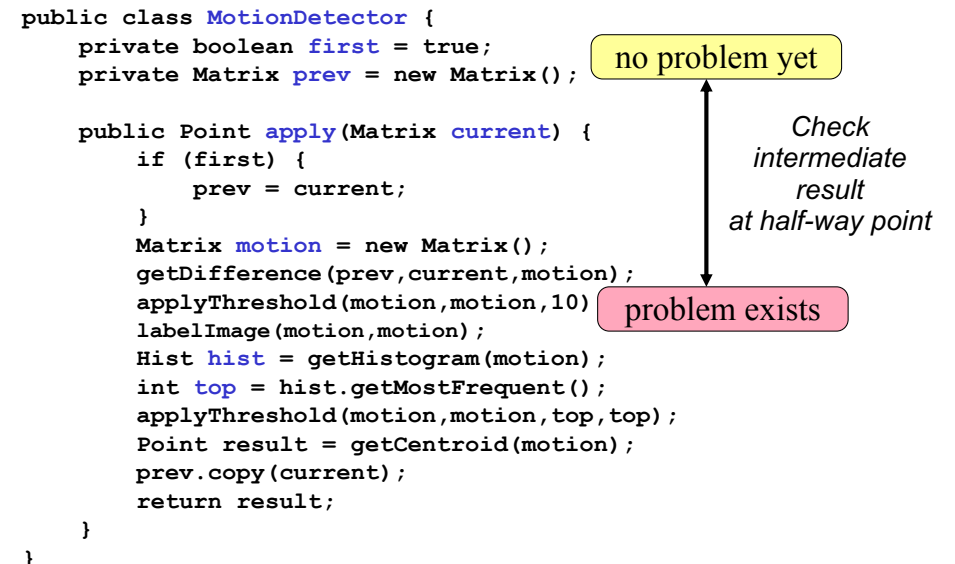 public class MotionDetector {
private boolean first = true;
private Matrix prev = new Matrix();
no problem yet
public Point apply(Matrix current) {
if (first) {
prev = current;
}
Matrix motion = new Matrix();
getDifference(prev,current,motion);
applyThreshold(motion,motion,10)
labelImage(motion,motion);
Hist hist = getHistogram(motion);
int top = hist.getMostFrequent();
applyThreshold(motion,motion,top,top);
Point result = getCentroid(motion);
prev.copy(current);
return result;
}
}
Check
intermediate
result
at half-way point
problem exists